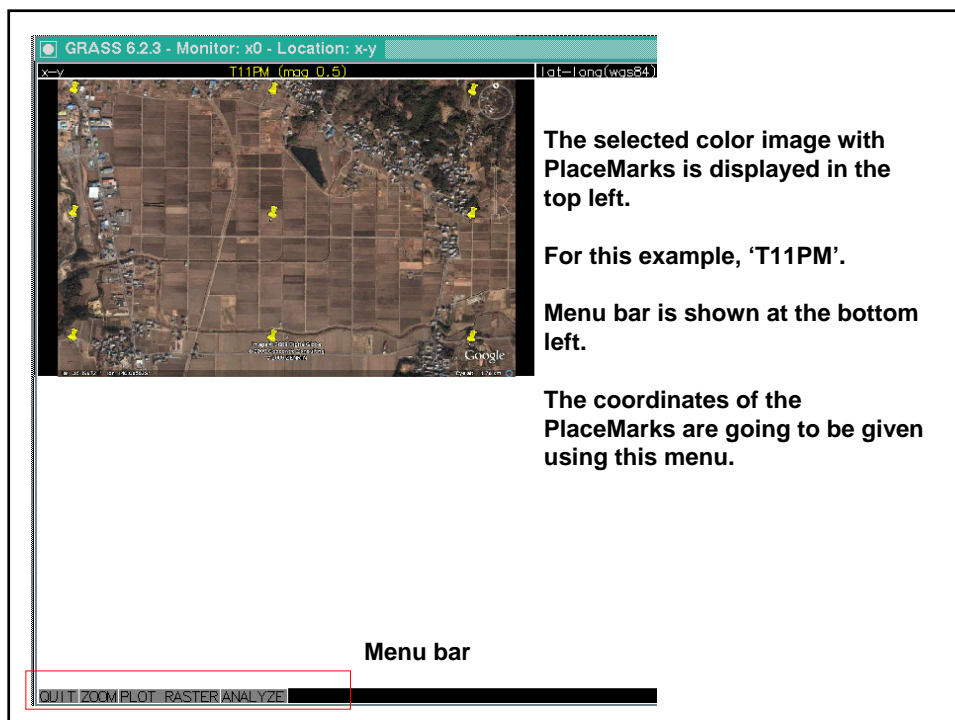 GRASS 6.2.3 - Monitor: x0 - Location: x-y
x-y
T11PM (mag 0.5)
lat-long(wgs84)
The selected color image with
PlaceMarks is displayed in the
top left.
For this example, ‘T11PM’.
Menu bar is shown at the bottom
left.
The coordinates of the
PlaceMarks are going to be given
using this menu.
Google
Menu bar
QUIT ZOOM PLOT RASTER ANALYZE